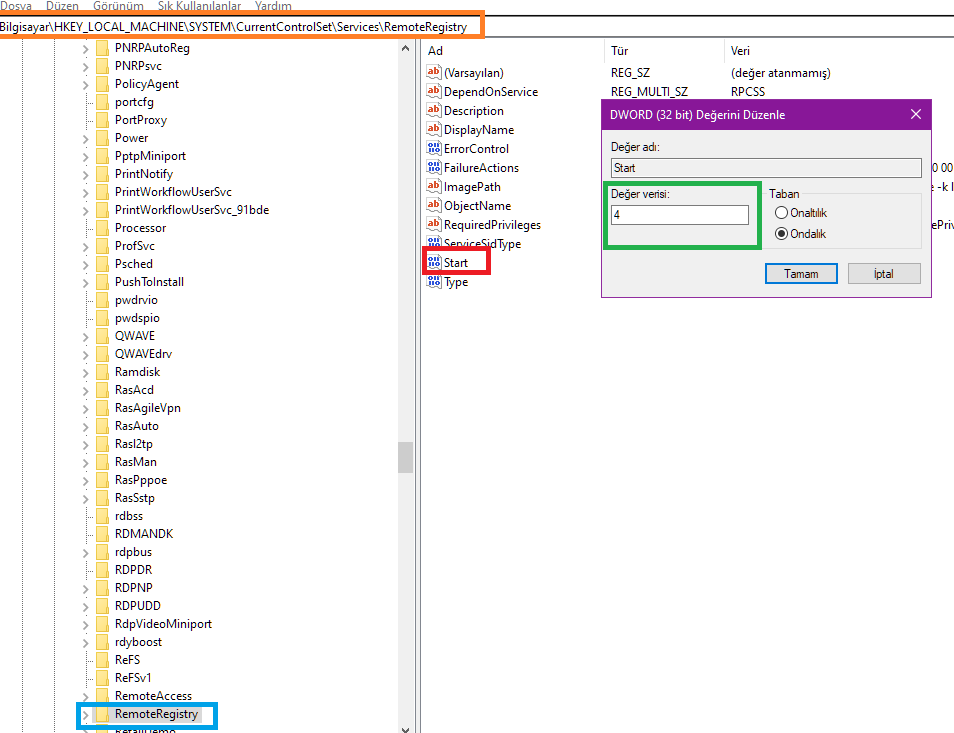 Dosya Düzen Görünüm Sık Kullanılanlar Yardım
Bilgisayar\HKEY_LOCAL_MACHINE\SYSTEM\CurrentControlSet\Services\RemoteRegistry
PNRPAutoReg
PNRPsvc
PolicyAgent
portcfg
PortProxy
Power
PptpMiniport
PrintNotify
PrintWorkflowUserSvc
PrintWorkflowUserSvc_91bde
Processor
ProfSvc
Psched
PushToInstall
pwdrvio
pwdspio
QWAVE
QWAVEdrv
Ramdisk
RasAcd
RasAgileVpn
RasAuto
Rasl2tp
RasMan
RasPppoe
RasSstp
rdbss
RDMANDK
rdpbus
RDPDR
RDPNP
RDPUDD
RdpVideoMiniport
rdyboost
ReFS
ReFSv1
RemoteAccess
RemoteRegistry
RetailDemo
Ad Tür Veri
(Varsayılan) REG_SZ (değer atanmamış)
DependOnService REG_MULTI_SZ RPCSS
Description
DisplayName
ErrorControl
FailureActions
ImagePath
ObjectName
RequiredPrivileges
ServiceSidType
Start
Type
DWORD (32 bit) Değerini Düzenle
Değer adı:
Start
Değer verisi:
4
Taban
Onaltılık
Ondalık
Tamam İptal
0 00
e -k l
ePriv